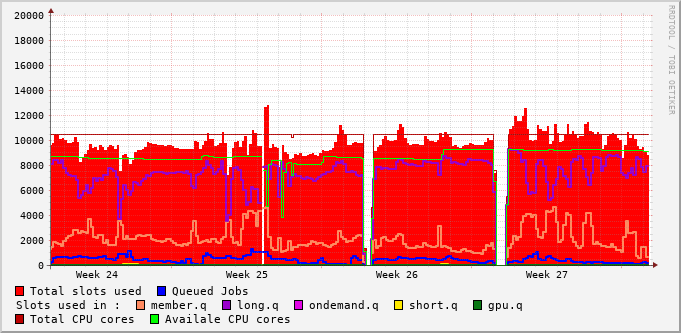 20000
18000
16000
14000
12000
10000
8000
6000
4000
2000
0
Week 24 Week 25 Week 26 Week 27
RRDTOOL / TOBI OETIKER
Total slots used Queued Jobs
Slots used in : member.q long.q ondemand.q short.q gpu.q
Total CPU cores Availale CPU cores